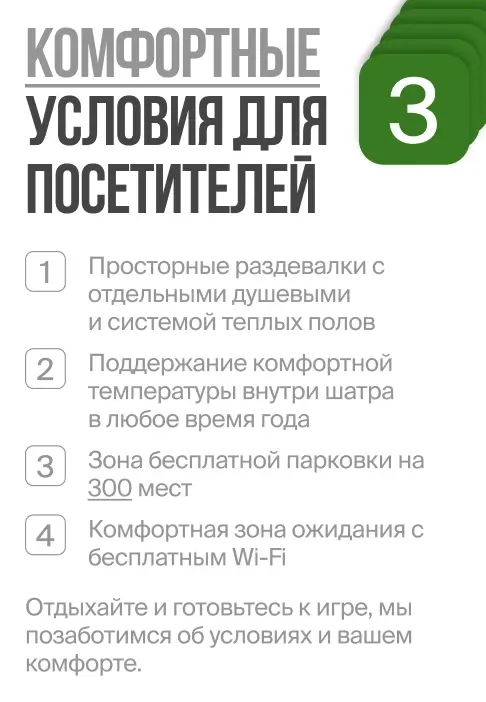 КОМФОРТНЫЕ
УСЛОВИЯ ДЛЯ
ПОСЕТИТЕЛЕЙ
3
1
Просторные раздевалки с
отдельными душевыми
и системой теплых полов
2
Поддержание комфортной
температуры внутри шатра
в любое время года
3
Зона бесплатной парковки на
300 мест
4
Комфортная зона ожидания с
бесплатным Wi-Fi
Отдыхайте и готовьтесь к игре, мы
позаботимся об условиях и вашем
комфорте.